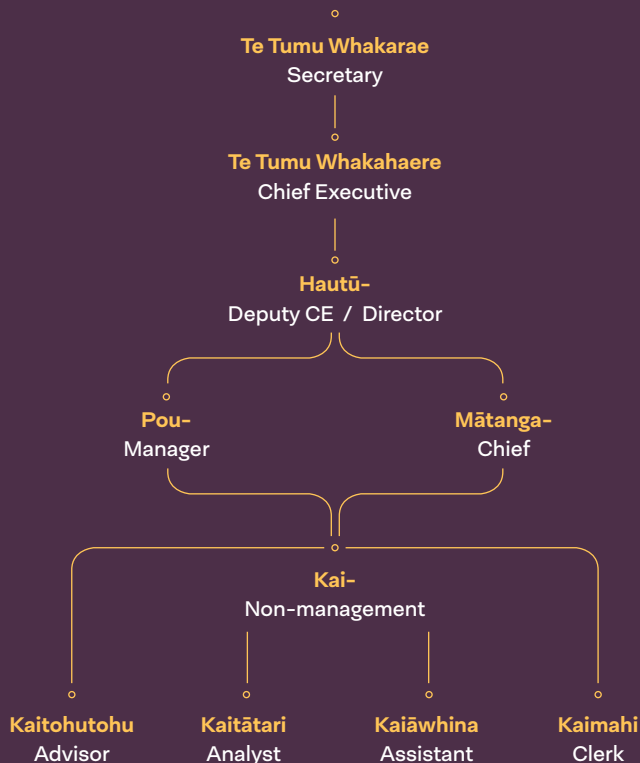 Te Tumu Whakarae
Secretary
Te Tumu Whakahaere
Chief Executive
Hautū-
Deputy CE / Director
Pou-
Manager
Mātanga-
Chief
Kai-
Non-management
Kaitohutohu
Advisor
Kaitātari
Analyst
Kaiāwhina
Assistant
Kaimahi
Clerk